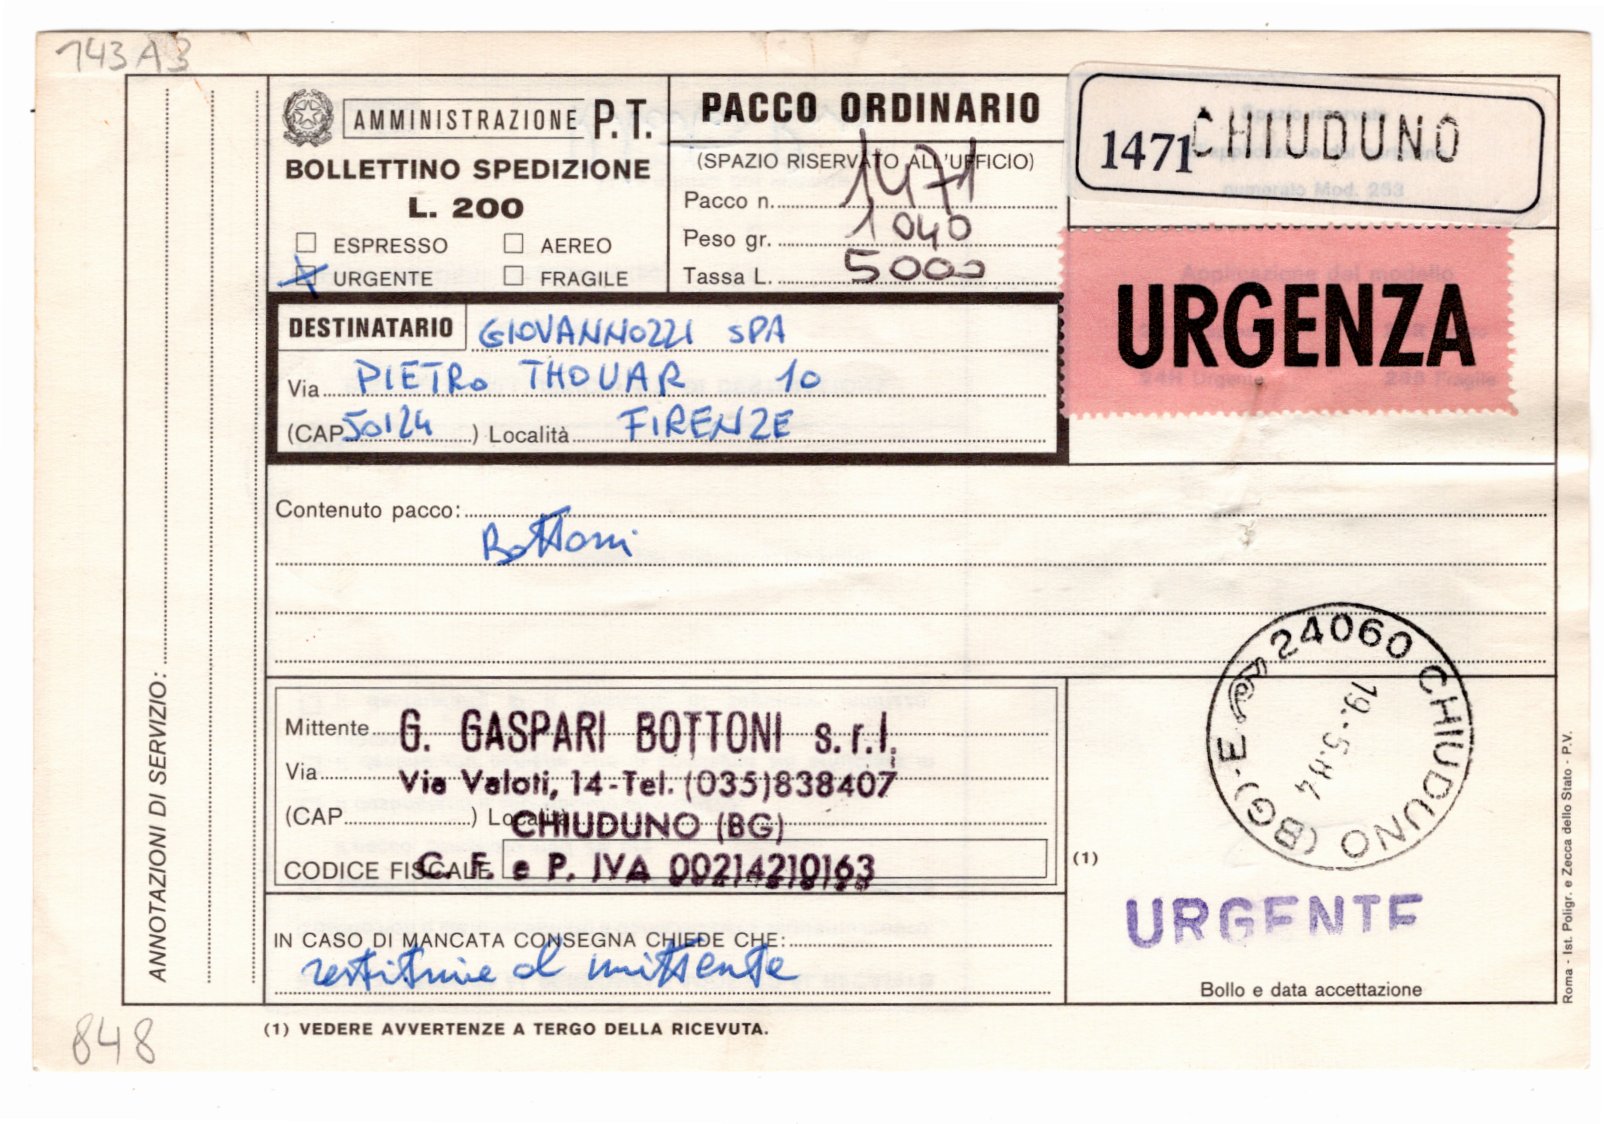 143A3
AMMINISTRAZIONE P.T.
BOLLETTINO SPEDIZIONE
L. 200
ESPRESSO AEREO
URGENTE FRAGILE
PACCO ORDINARIO
(SPAZIO RISERVATO ALL'UFFICIO)
Pacco n. 1471
Peso gr. 1040
Tassa L. 5000
1471 CHIUDUNO
URGENZA
DESTINATARIO GIOVANNOZZI SPA
Via PIETRO THOUAR 10
(CAP 50124 ) Località FIRENZE
Contenuto pacco:
Bottoni
ANNOTAZIONI DI SERVIZIO:
Mittente G. GASPARI BOTTONI s.r.l.
Via Via Valoti, 14-Tel. (035)838407
(CAP ) Località CHIUDUNO (BG)
CODICE FISCALE C. F. e P. IVA 00214210163
24060 CHIUDUNO (BG)-E
19.-5.84
(1)
URGENTE
Bollo e data accettazione
IN CASO DI MANCATA CONSEGNA CHIEDE CHE:
restituire al mittente
(1) VEDERE AVVERTENZE A TERGO DELLA RICEVUTA.
Roma - Ist. Poligr. e Zecca dello Stato - P.V.
848